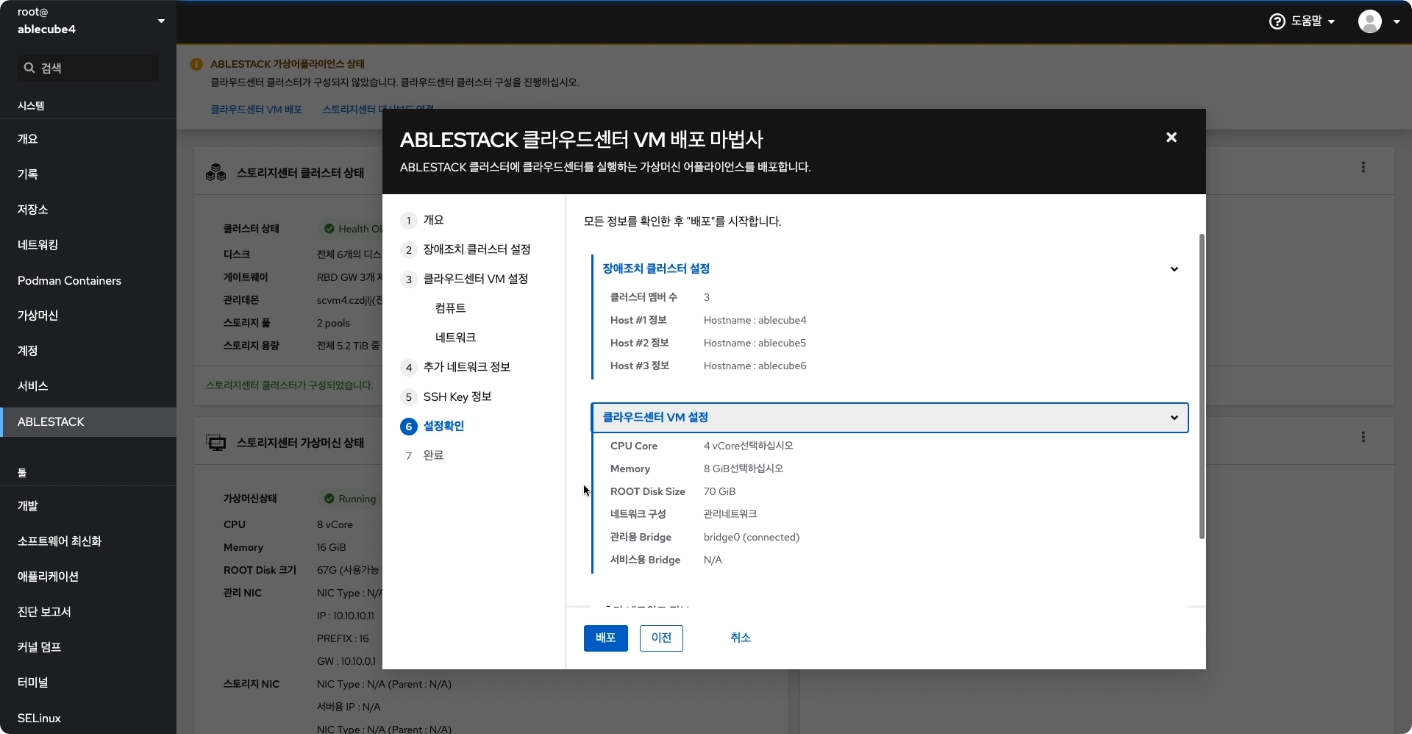 root@
ablecube4
도움말
검색
시스템
개요
기록
저장소
네트워킹
Podman Containers
가상머신
계정
서비스
ABLESTACK
툴
개발
소프트웨어 최신화
애플리케이션
진단 보고서
커널 덤프
터미널
SELinux
ABLESTACK 가상어플라이언스 상태
클라우드센터 클러스터가 구성되지 않았습니다. 클라우드센터 클러스터 구성을 진행하십시오.
클라우드센터 VM 배포 스토리지센터 대시보드 연결
스토리지센터 클러스터 상태
클러스터 상태 Health
디스크 전체 6개의
게이트웨이 RBD GW 3개
관리데몬 scvm4.czdjlj
스토리지 풀 2 pools
스토리지 용량 전체 5.2 TiB 중
스토리지센터 클러스터가 구성되었습니다.
스토리지센터 가상머신 상태
가상머신상태 Running
CPU 8 vCore
Memory 16 GiB
ROOT Disk 크기 67G (사용가능
관리 NIC NIC Type : N/A
IP : 10.10.10.11
PREFIX : 16
GW : 10.10.0.1
스토리지 NIC NIC Type : N/A (Parent : N/A)
서버용 IP : N/A
NIC Type : N/A (Parent : N/A)
ABLESTACK 클라우드센터 VM 배포 마법사
ABLESTACK 클러스터에 클라우드센터를 실행하는 가상머신 어플라이언스를 배포합니다.
1 개요
2 장애조치 클러스터 설정
3 클라우드센터 VM 설정
컴퓨트
네트워크
4 추가 네트워크 정보
5 SSH Key 정보
6 설정확인
7 완료
모든 정보를 확인한 후 "배포"를 시작합니다.
장애조치 클러스터 설정
클러스터 멤버 수 3
Host #1 정보 Hostname : ablecube4
Host #2 정보 Hostname : ablecube5
Host #3 정보 Hostname : ablecube6
클라우드센터 VM 설정
CPU Core 4 vCore선택하십시오
Memory 8 GiB선택하십시오
ROOT Disk Size 70 GiB
네트워크 구성 관리네트워크
관리용 Bridge bridge0 (connected)
서비스용 Bridge N/A
배포 이전 취소